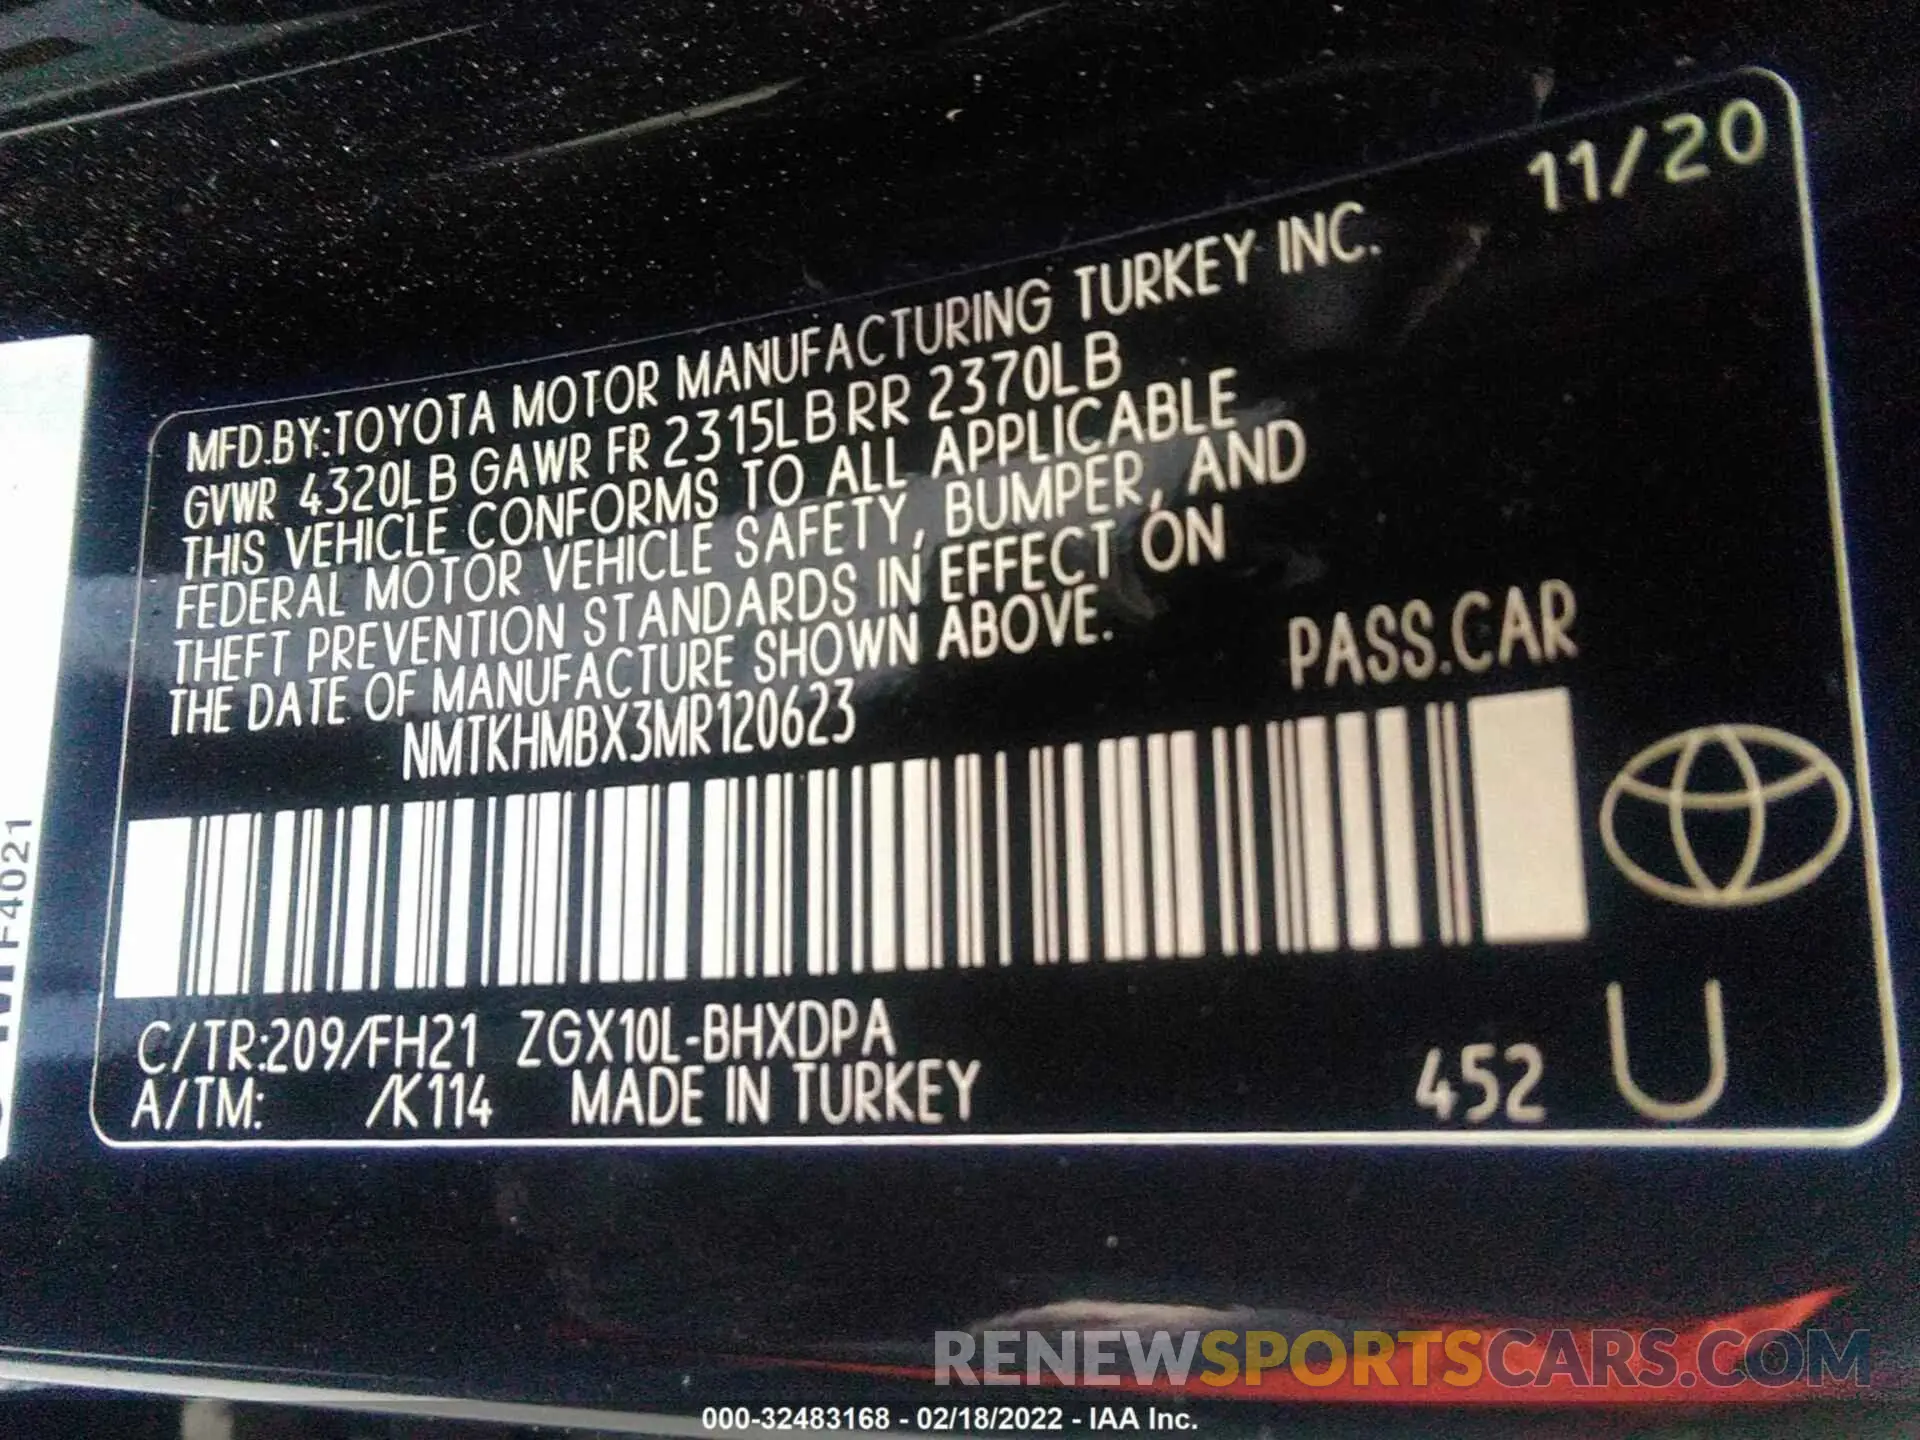 11/20
MFD.BY:TOYOTA MOTOR MANUFACTURING TURKEY INC.
GVWR 4320LB GAWR FR 2315LB RR 2370LB
THIS VEHICLE CONFORMS TO ALL APPLICABLE
FEDERAL MOTOR VEHICLE SAFETY, BUMPER, AND
THEFT PREVENTION STANDARDS IN EFFECT ON
THE DATE OF MANUFACTURE SHOWN ABOVE.
NMTKHMBX3MR120623
PASS.CAR
C/TR:209/FH21 ZGX10L-BHXDPA
A/TM: /K114 MADE IN TURKEY
452 U
F4021
RENEWSPORTSCARS.COM
000-32483168 - 02/18/2022 - IAA Inc.